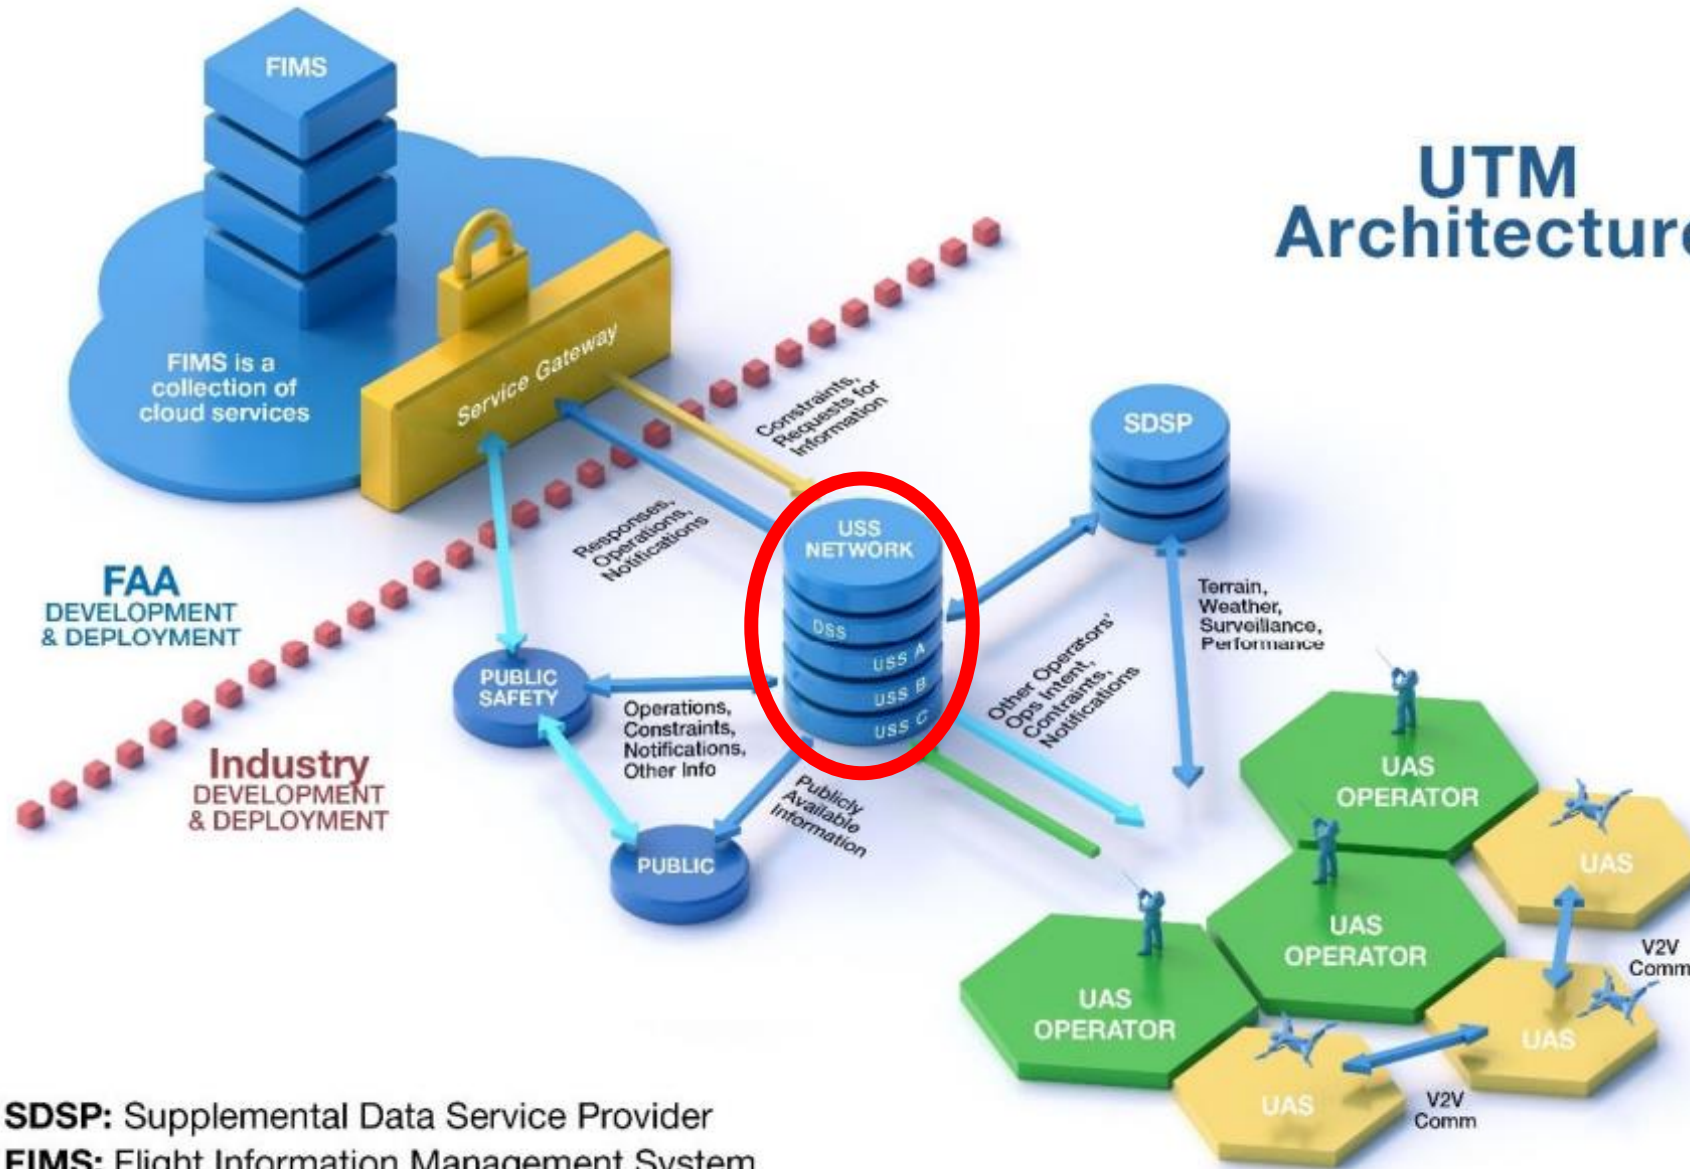 FIMS
UTM
Architecture
FIMS is a
collection of
cloud services
Service Gateway
Constraints,
Requests for
Information
SDSP
Responses,
Operations,
Notifications
USS
NETWORK
DSS
USS A
USS B
USS C
FAA
DEVELOPMENT
& DEPLOYMENT
Terrain,
Weather,
Surveillance,
Performance
Other Operators'
Ops Intent,
Contraints,
Notifications
PUBLIC
SAFETY
Operations,
Constraints,
Notifications,
Other Info
Industry
DEVELOPMENT
& DEPLOYMENT
Publicly
Available
Information
PUBLIC
UAS
OPERATOR
UAS
UAS
OPERATOR
V2V
Comm
UAS
OPERATOR
UAS
UAS
V2V
Comm
SDSP: Supplemental Data Service Provider
FIMS: Flight Information Management System